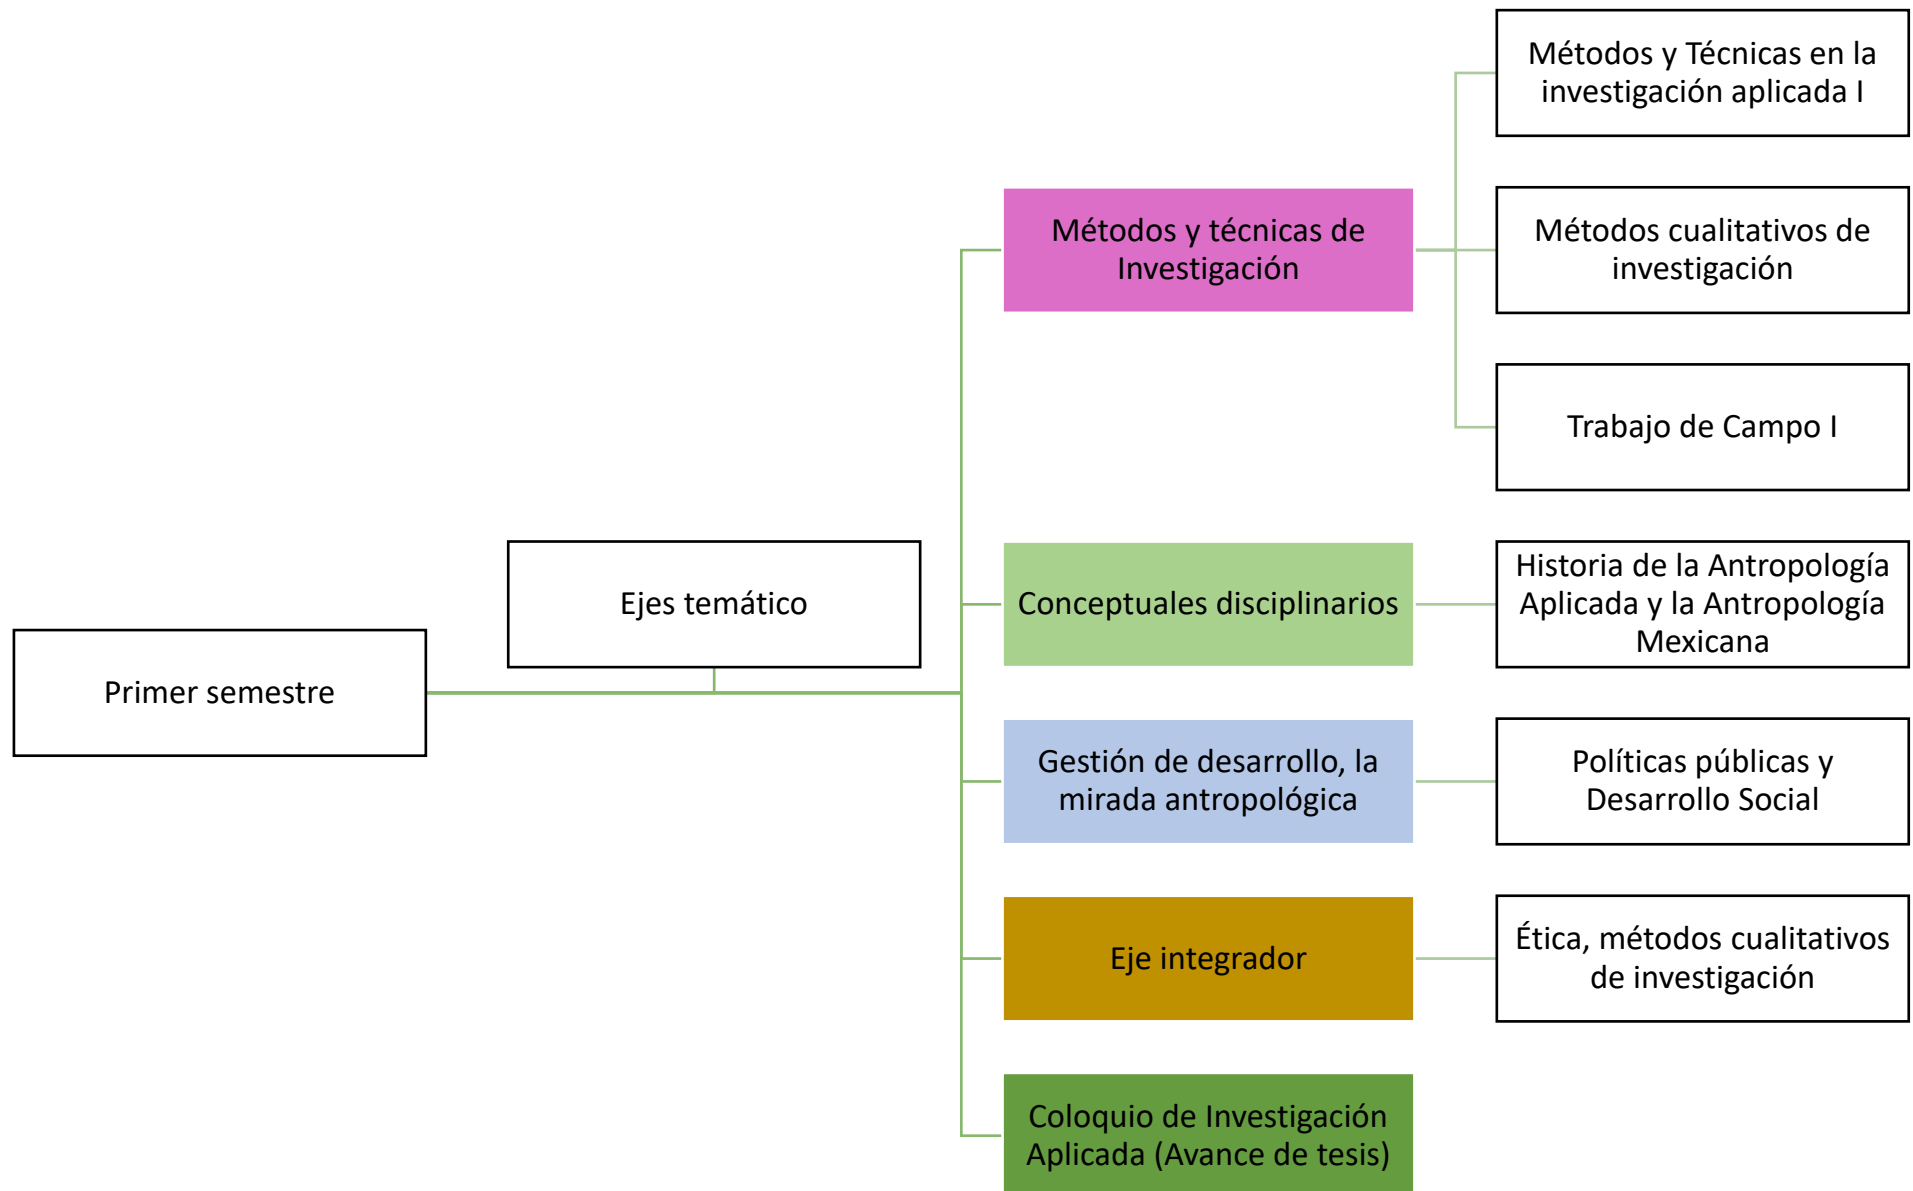 Primer semestre
Ejes temático
Métodos y técnicas de
Investigación
Métodos y Técnicas en la
investigación aplicada I
Métodos cualitativos de
investigación
Trabajo de Campo I
Conceptuales disciplinarios
Historia de la Antropología
Aplicada y la Antropología
Mexicana
Gestión de desarrollo, la
mirada antropológica
Políticas públicas y
Desarrollo Social
Eje integrador
Ética, métodos cualitativos
de investigación
Coloquio de Investigación
Aplicada (Avance de tesis)